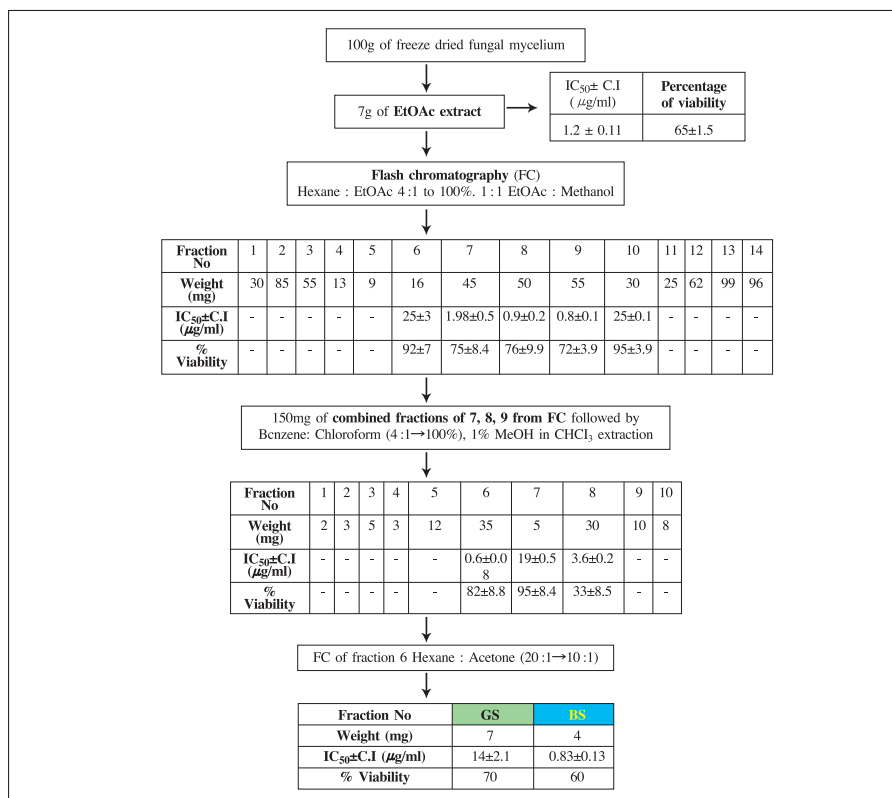 100g of freeze dried fungal mycelium
7g of EtOAc extract
IC50± C.I (μg/ml) Percentage of viability
1.2 ± 0.11 65±1.5
Flash chromatography (FC)
Hexane : EtOAc 4:1 to 100%. 1:1 EtOAc : Methanol
Fraction No 1 2 3 4 5 6 7 8 9 10 11 12 13 14
Weight (mg) 30 85 55 13 9 16 45 50 55 30 25 62 99 96
IC50±C.I (μg/ml) - - - - - 25±3 1.98±0.5 0.9±0.2 0.8±0.1 25±0.1 - - - -
% Viability - - - - - 92±7 75±8.4 76±9.9 72±3.9 95±3.9 - - - -
150mg of combined fractions of 7, 8, 9 from FC followed by
Bcnzene: Chloroform (4:1→100%), 1% MeOH in CHCI3 extraction
Fraction No 1 2 3 4 5 6 7 8 9 10
Weight (mg) 2 3 5 3 12 35 5 30 10 8
IC50±C.I (μg/ml) - - - - - 0.6±0.08 19±0.5 3.6±0.2 - -
% Viability - - - - - 82±8.8 95±8.4 33±8.5 - -
FC of fraction 6 Hexane : Acetone (20:1→10:1)
Fraction No GS BS
Weight (mg) 7 4
IC50±C.I (μg/ml) 14±2.1 0.83±0.13
% Viability 70 60